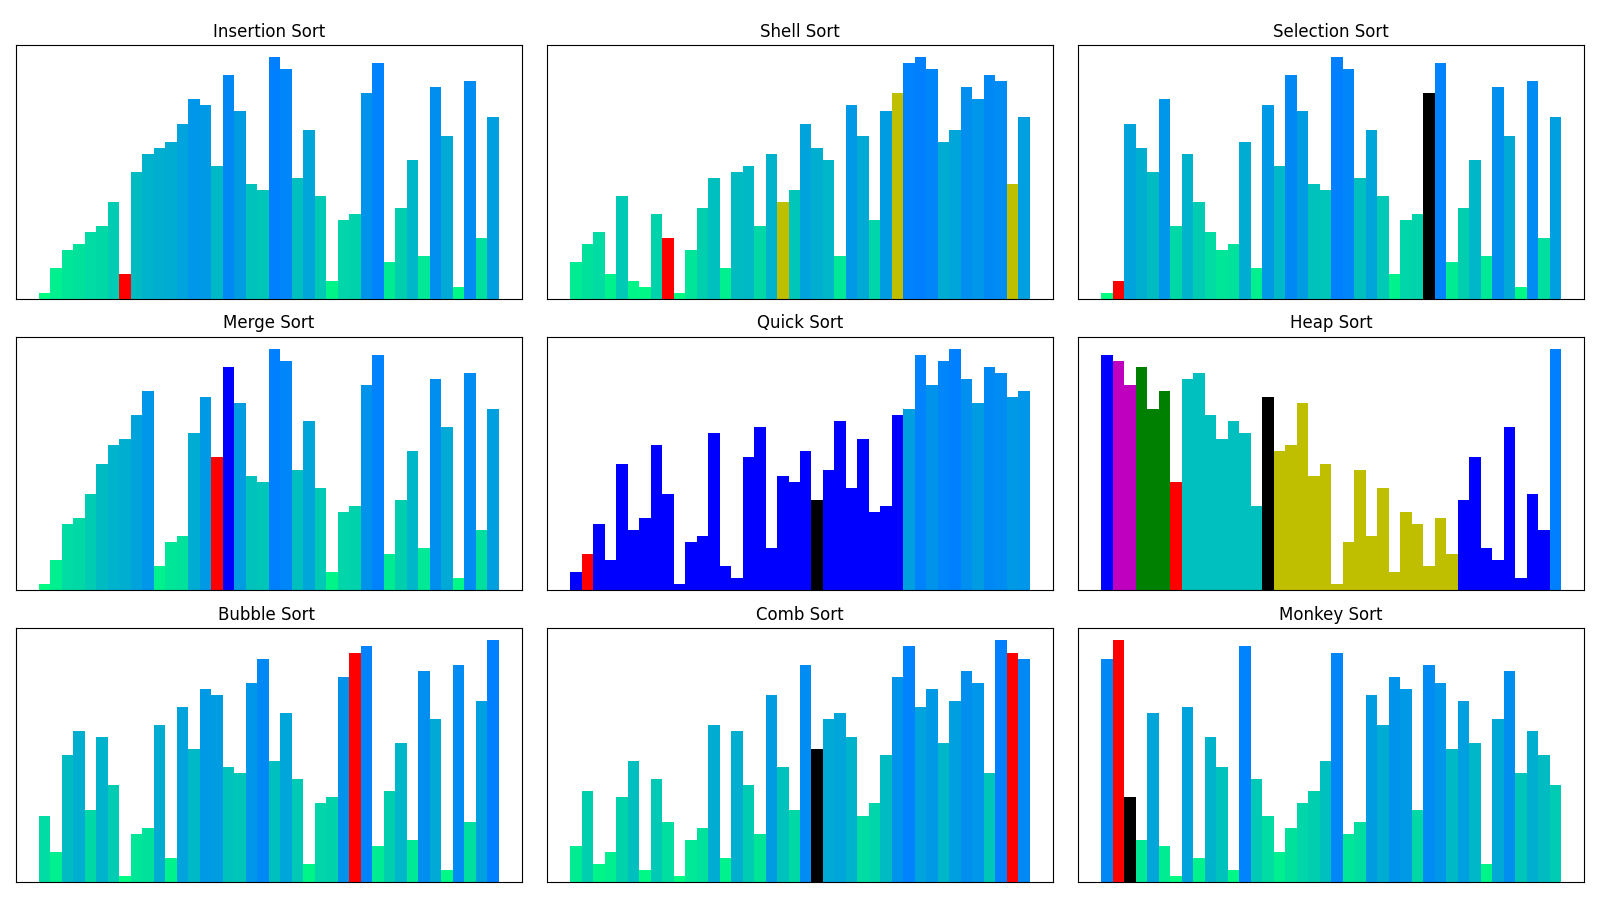 Insertion Sort
Shell Sort
Selection Sort
Merge Sort
Quick Sort
Heap Sort
Bubble Sort
Comb Sort
Monkey Sort